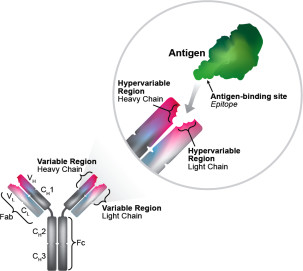 Antigen
Antigen-binding site
Epitope
Hypervariable
Region
Heavy Chain
Hypervariable
Region
Light Chain
Variable Region
Heavy Chain
Variable Region
Light Chain
VH
CH1
VL
CL
Fab
CH2
Fc
CH3